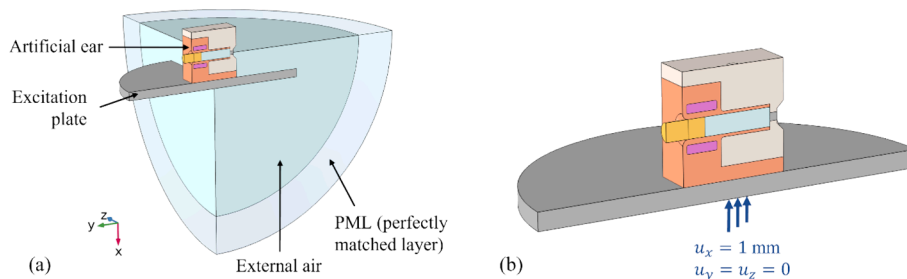 Artificial ear
Excitation
plate
z
y
x
(a)
External air
PML (perfectly
matched layer)
(b)
u_x = 1 mm
u_y = u_z = 0